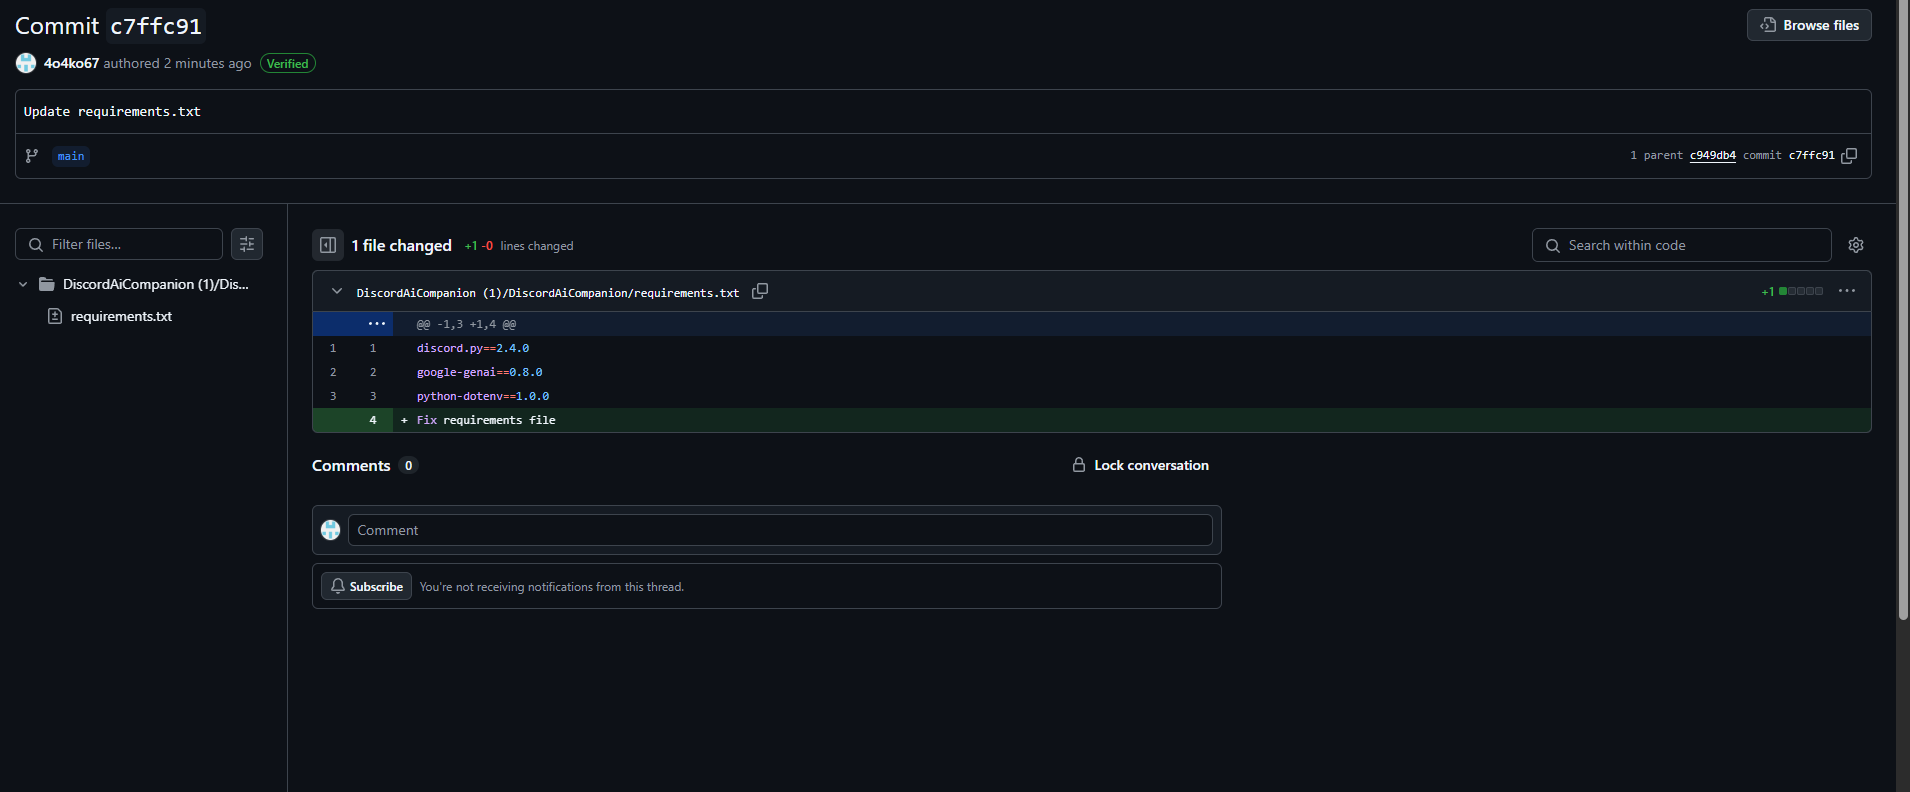 Commit c7ffc91
Browse files
4o4ko67 authored 2 minutes ago Verified
Update requirements.txt
main
1 parent c949db4 commit c7ffc91
Filter files...
DiscordAiCompanion (1)/Dis...
requirements.txt
1 file changed +1 -0 lines changed
Search within code
DiscordAiCompanion (1)/DiscordAiCompanion/requirements.txt
+1
@@ -1,3 +1,4 @@
1 1 discord.py==2.4.0
2 2 google-genai==0.8.0
3 3 python-dotenv==1.0.0
4 + Fix requirements file
Comments 0
Lock conversation
Comment
Subscribe You're not receiving notifications from this thread.